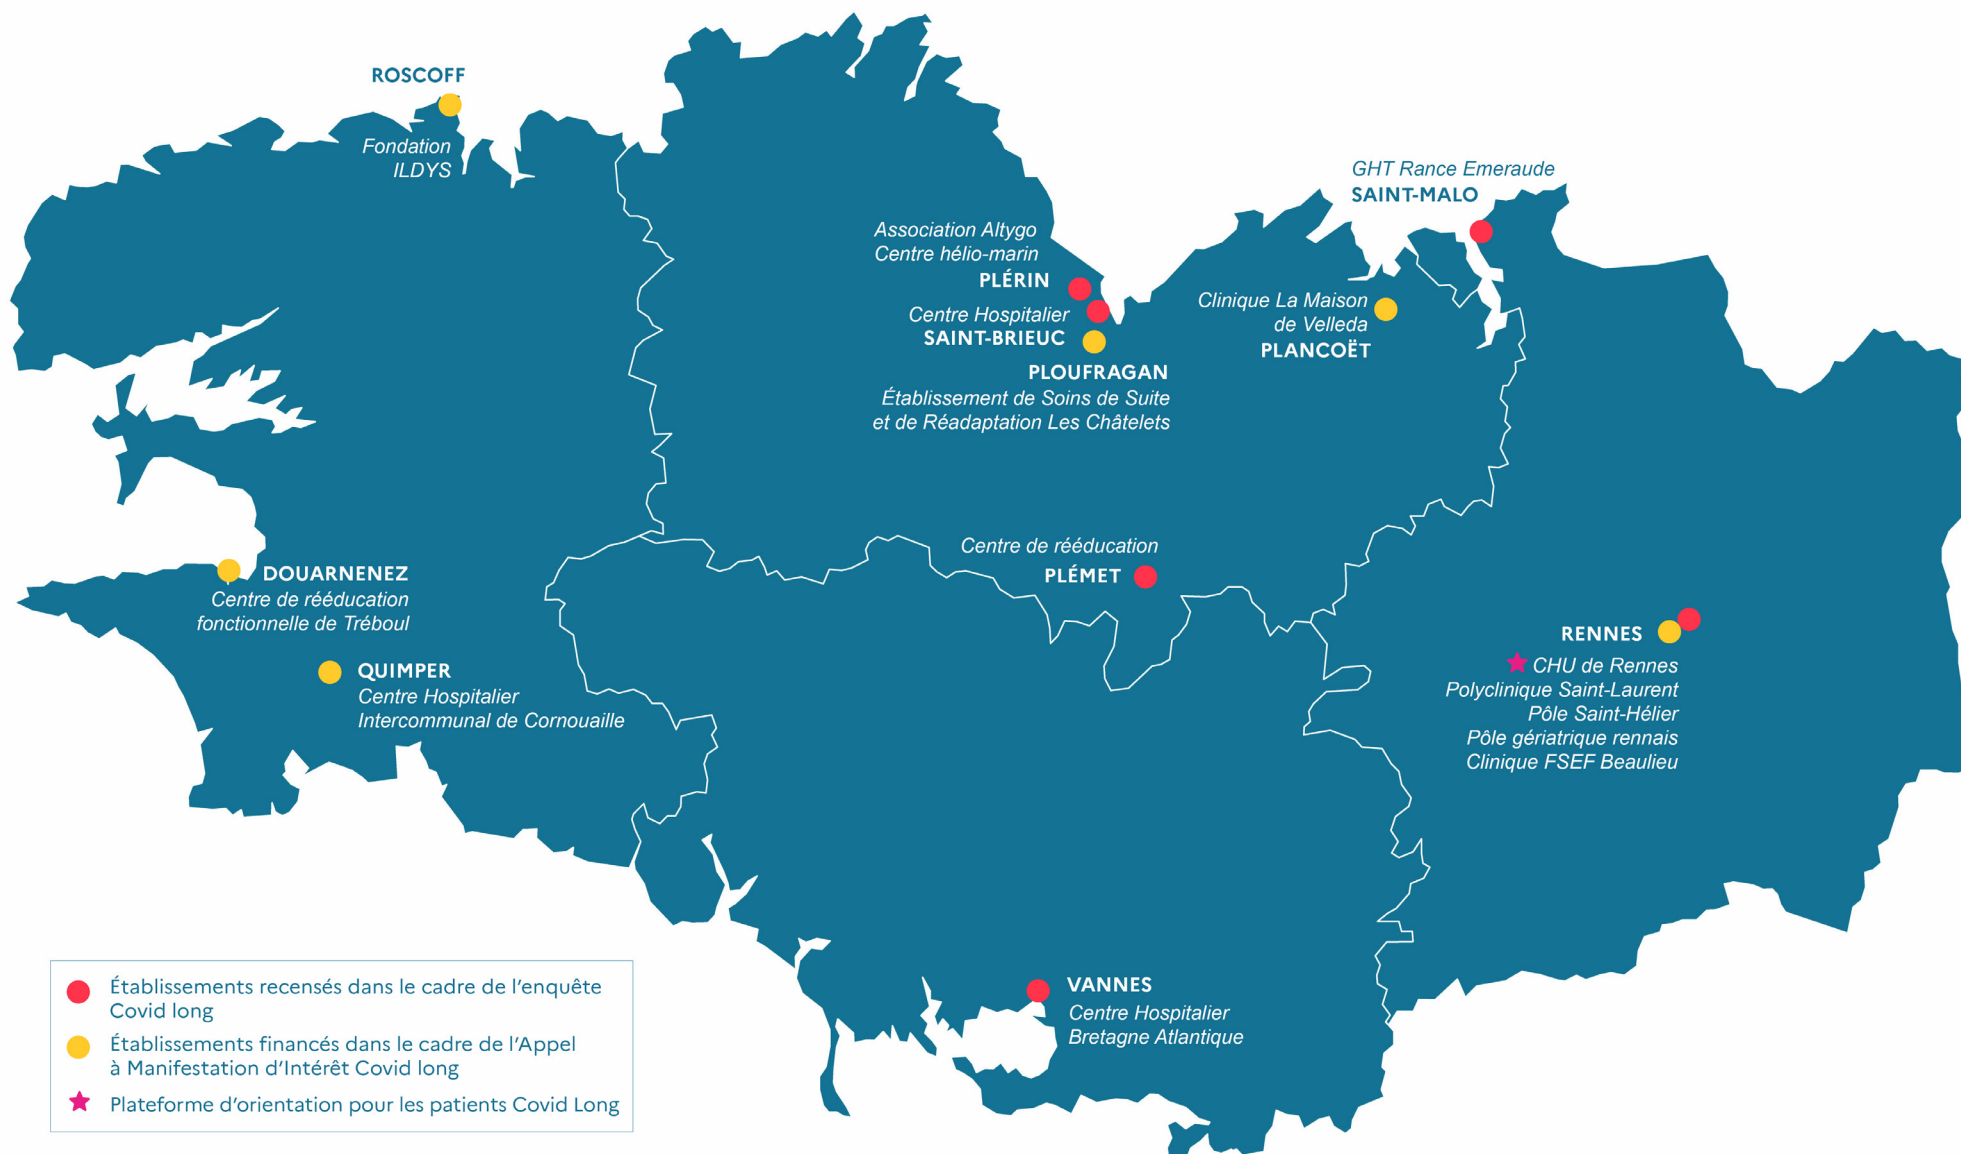 ROSCOFF
Fondation
ILDYS
GHT Rance Emeraude
SAINT-MALO
Association Altygo
Centre hélio-marin
PLÉRIN
Centre Hospitalier
SAINT-BRIEUC
PLOUFRAGAN
Établissement de Soins de Suite
et de Réadaptation Les Châtelets
Clinique La Maison
de Velleda
PLANCOËT
Centre de rééducation
PLÉMET
DOUARNENEZ
Centre de rééducation
fonctionnelle de Tréboul
QUIMPER
Centre Hospitalier
Intercommunal de Cornouaille
RENNES
CHU de Rennes
Polyclinique Saint-Laurent
Pôle Saint-Hélier
Pôle gériatrique rennais
Clinique FSEF Beaulieu
VANNES
Centre Hospitalier
Bretagne Atlantique
Établissements recensés dans le cadre de l'enquête
Covid long
Établissements financés dans le cadre de l'Appel
à Manifestation d'Intérêt Covid long
Plateforme d'orientation pour les patients Covid Long